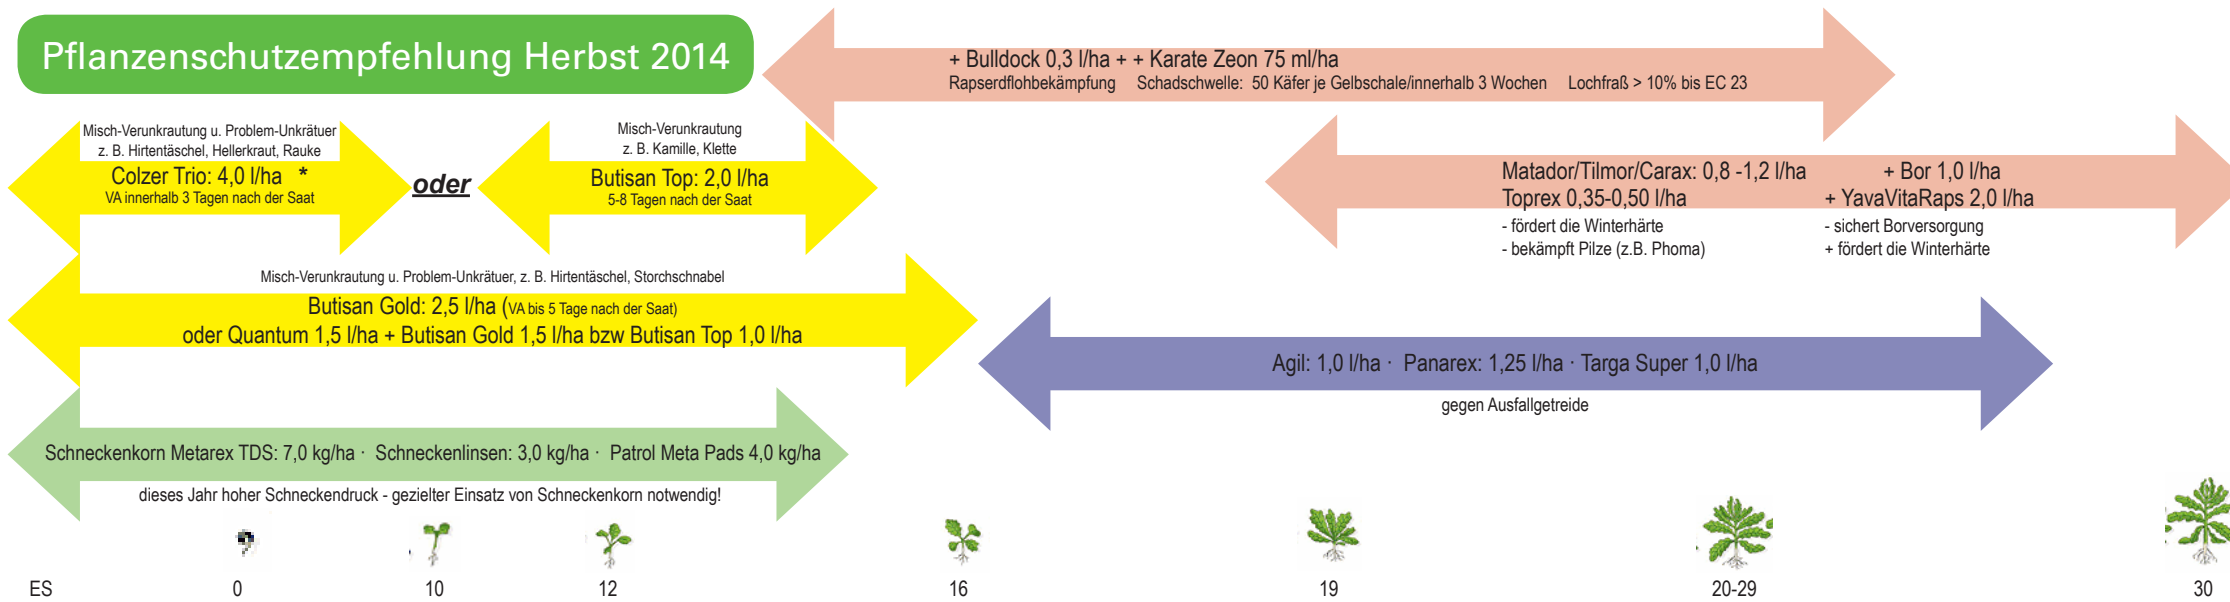 Pflanzenschutzempfehlung Herbst 2014
+ Bulldock 0,3 l/ha + + Karate Zeon 75 ml/ha
Rapserdflohbekämpfung Schadschwelle: 50 Käfer je Gelbschale/innerhalb 3 Wochen Lochfraß > 10% bis EC 23
Misch-Verunkrautung u. Problem-Unkrätuer
z. B. Hirtentäschel, Hellerkraut, Rauke
Colzer Trio: 4,0 l/ha *
VA innerhalb 3 Tagen nach der Saat
oder
Misch-Verunkrautung
z. B. Kamille, Klette
Butisan Top: 2,0 l/ha
5-8 Tagen nach der Saat
Matador/Tilmor/Carax: 0,8 -1,2 l/ha
Toprex 0,35-0,50 l/ha
- fördert die Winterhärte
- bekämpft Pilze (z.B. Phoma)
+ Bor 1,0 l/ha
+ YavaVitaRaps 2,0 l/ha
- sichert Borversorgung
+ fördert die Winterhärte
Misch-Verunkrautung u. Problem-Unkrätuer, z. B. Hirtentäschel, Storchschnabel
Butisan Gold: 2,5 l/ha (VA bis 5 Tage nach der Saat)
oder Quantum 1,5 l/ha + Butisan Gold 1,5 l/ha bzw Butisan Top 1,0 l/ha
Agil: 1,0 l/ha · Panarex: 1,25 l/ha · Targa Super 1,0 l/ha
gegen Ausfallgetreide
Schneckenkorn Metarex TDS: 7,0 kg/ha · Schneckenlinsen: 3,0 kg/ha · Patrol Meta Pads 4,0 kg/ha
dieses Jahr hoher Schneckendruck - gezielter Einsatz von Schneckenkorn notwendig!
ES 0 10 12 16 19 20-29 30